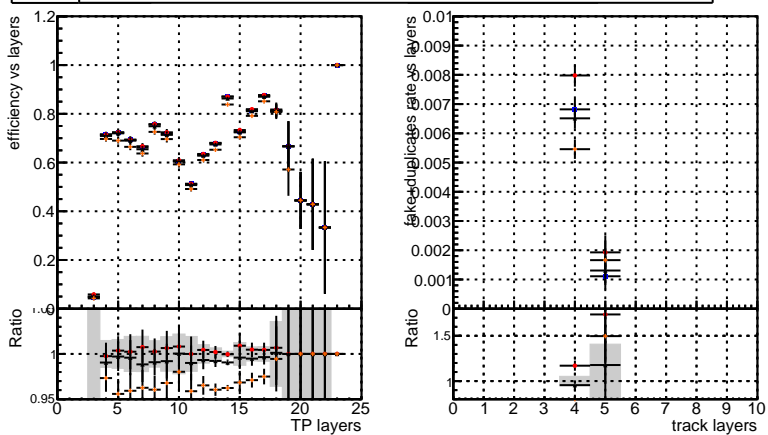 efficiency vs layers
1.2
1
0.8
0.6
0.4
0.2
0
Ratio
1
0.95
0 5 10 15 20 25
TP layers
fake+duplicates rate vs layers
0.01
0.009
0.008
0.007
0.006
0.005
0.004
0.003
0.002
0.001
0
Ratio
1.5
1
0 1 2 3 4 5 6 7 8 9 10
track layers